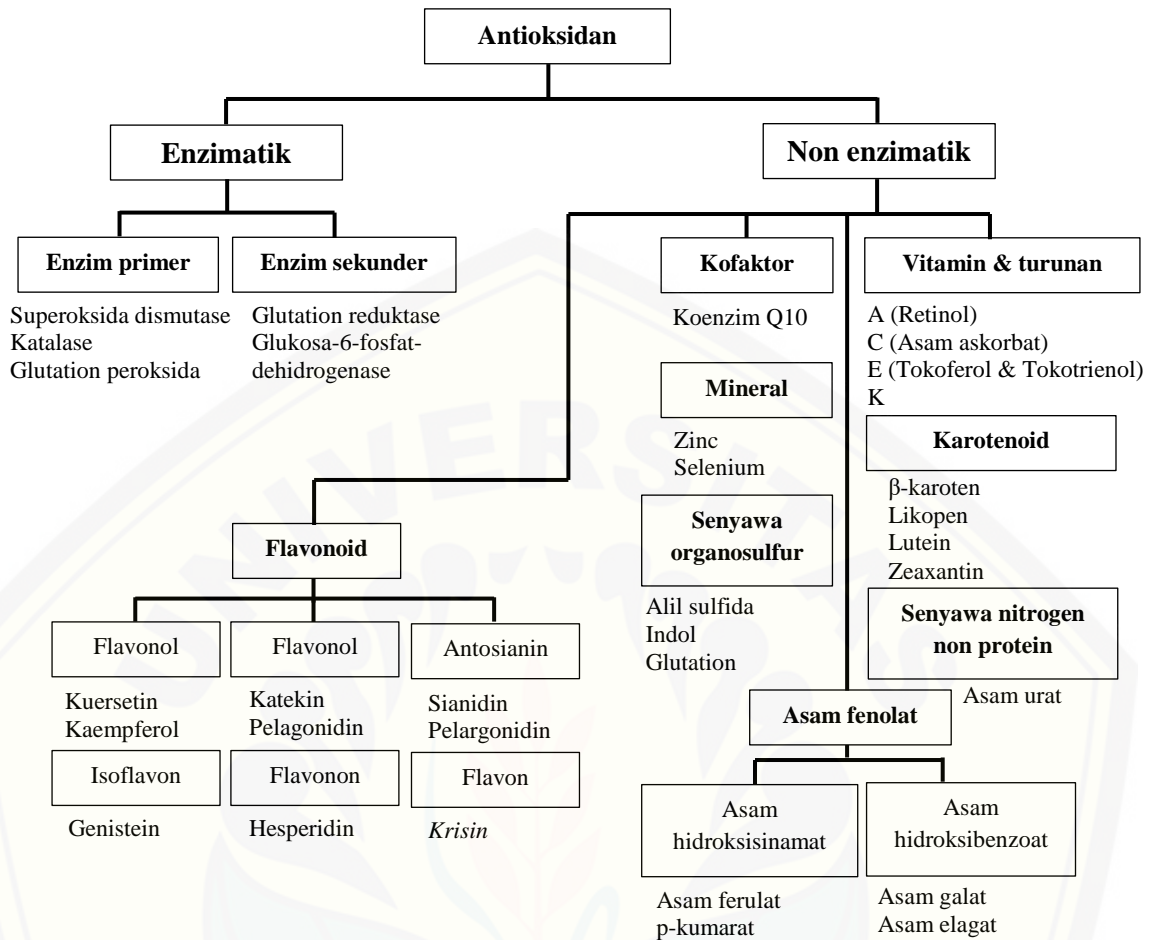 Antioksidan
Enzimatik
Non enzimatik
Enzim primer
Superoksida dismutase
Katalase
Glutation peroksida
Enzim sekunder
Glutation reduktase
Glukosa-6-fosfat-
dehidrogenase
Kofaktor
Koenzim Q10
Mineral
Zinc
Selenium
Senyawa
organosulfur
Alil sulfida
Indol
Glutation
Vitamin & turunan
A (Retinol)
C (Asam askorbat)
E (Tokoferol & Tokotrienol)
K
Karotenoid
β-karoten
Likopen
Lutein
Zeaxantin
Senyawa nitrogen
non protein
Asam urat
Flavonoid
Flavonol
Kuersetin
Kaempferol
Flavonol
Katekin
Pelagonidin
Antosianin
Sianidin
Pelargonidin
Isoflavon
Genistein
Flavonon
Hesperidin
Flavon
Krisin
Asam fenolat
Asam
hidroksisinamat
Asam ferulat
p-kumarat
Asam
hidroksibenzoat
Asam galat
Asam elagat
UNIVERSITAS